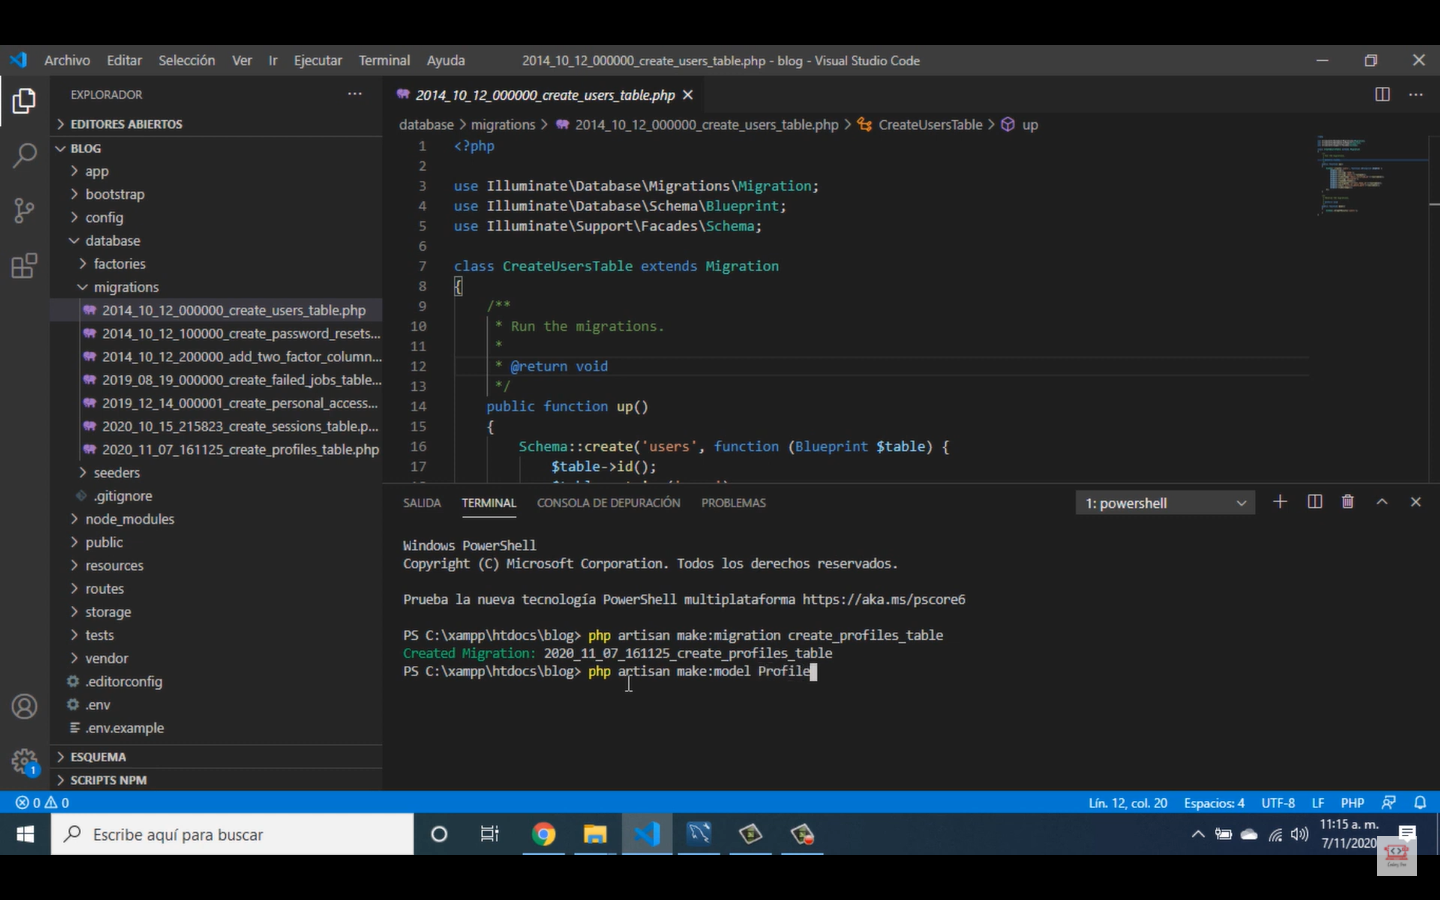 Archivo Editar Selección Ver Ir Ejecutar Terminal Ayuda 2014_10_12_000000_create_users_table.php - blog - Visual Studio Code
EXPLORADOR
EDITORES ABIERTOS
BLOG
app
bootstrap
config
database
factories
migrations
2014_10_12_000000_create_users_table.php
2014_10_12_100000_create_password_resets...
2014_10_12_200000_add_two_factor_column...
2019_08_19_000000_create_failed_jobs_table...
2019_12_14_000001_create_personal_access...
2020_10_15_215823_create_sessions_table.p...
2020_11_07_161125_create_profiles_table.php
seeders
.gitignore
node_modules
public
resources
routes
storage
tests
vendor
.editorconfig
.env
.env.example
ESQUEMA
SCRIPTS NPM
2014_10_12_000000_create_users_table.php
database > migrations > 2014_10_12_000000_create_users_table.php > CreateUsersTable > up
1 <?php
2
3 use Illuminate\Database\Migrations\Migration;
4 use Illuminate\Database\Schema\Blueprint;
5 use Illuminate\Support\Facades\Schema;
6
7 class CreateUsersTable extends Migration
8 {
9 /**
10 * Run the migrations.
11 *
12 * @return void
13 */
14 public function up()
15 {
16 Schema::create('users', function (Blueprint $table) {
17 $table->id();
SALIDA TERMINAL CONSOLA DE DEPURACIÓN PROBLEMAS 1: powershell
Windows PowerShell
Copyright (C) Microsoft Corporation. Todos los derechos reservados.
Prueba la nueva tecnología PowerShell multiplataforma https://aka.ms/pscore6
PS C:\xampp\htdocs\blog> php artisan make:migration create_profiles_table
Created Migration: 2020_11_07_161125_create_profiles_table
PS C:\xampp\htdocs\blog> php artisan make:model Profile
1
0 0 Lín. 12, col. 20 Espacios: 4 UTF-8 LF PHP
Escribe aquí para buscar
11:15 a. m.
7/11/2020